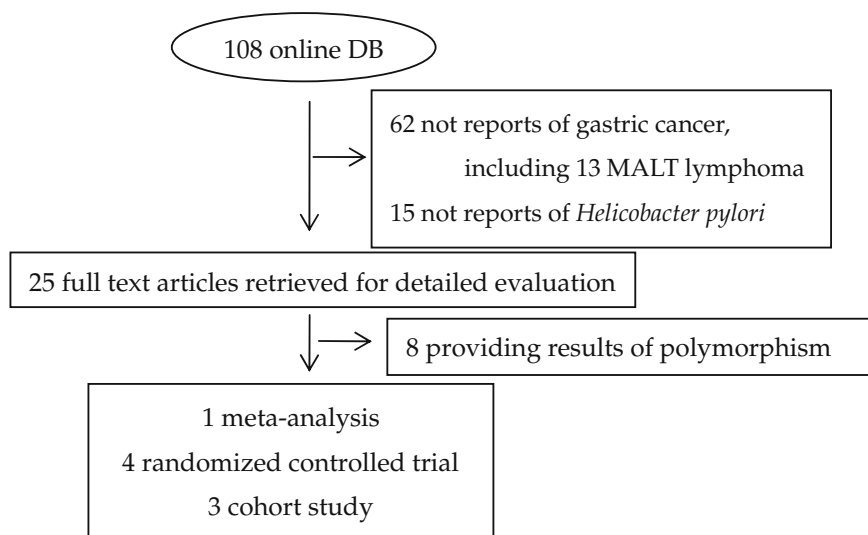 108 online DB
62 not reports of gastric cancer,
including 13 MALT lymphoma
15 not reports of Helicobacter pylori
25 full text articles retrieved for detailed evaluation
8 providing results of polymorphism
1 meta-analysis
4 randomized controlled trial
3 cohort study